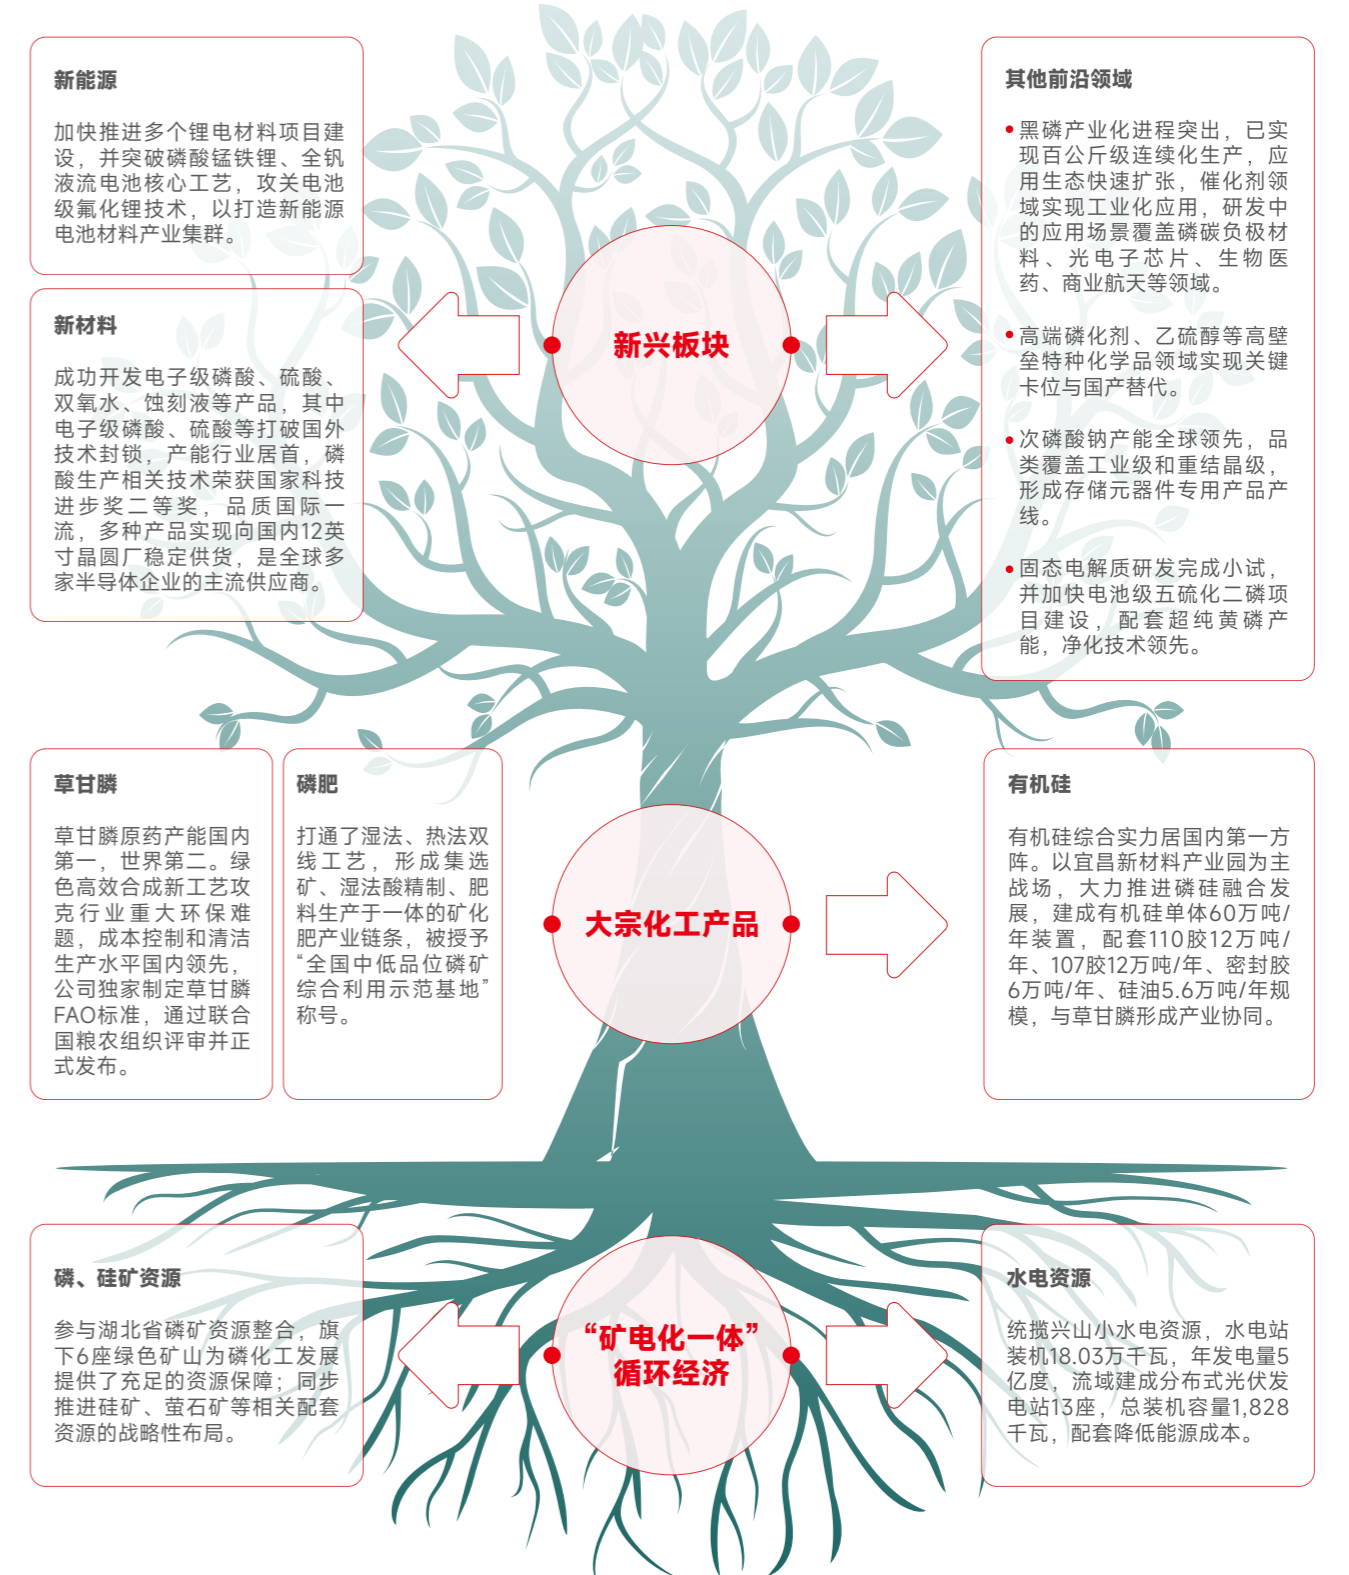 新能源
加快推进多个锂电材料项目建
设，并突破磷酸锰铁锂、全钒
液流电池核心工艺，攻关电池
级氟化锂技术，以打造新能源
电池材料产业集群。
新材料
成功开发电子级磷酸、硫酸、
双氧水、蚀刻液等产品，其中
电子级磷酸、硫酸等打破国外
技术封锁，产能行业居首，磷
酸生产相关技术荣获国家科技
进步奖二等奖，品质国际一
流，多种产品实现向国内12英
寸晶圆厂稳定供货，是全球多
家半导体企业的主流供应商。
新兴板块
其他前沿领域
• 黑磷产业化进程突出，已实
现百公斤级连续化生产，应
用生态快速扩张，催化剂领
域实现工业化应用，研发中
的应用场景覆盖磷碳负极材
料、光电子芯片、生物医
药、商业航天等领域。
• 高端磷化剂、乙硫醇等高壁
垒特种化学品领域实现关键
卡位与国产替代。
• 次磷酸钠产能全球领先，品
类覆盖工业级和重结晶级，
形成存储元器件专用产品产
线。
• 固态电解质研发完成小试，
并加快电池级五硫化二磷项
目建设，配套超纯黄磷产
能，净化技术领先。
草甘膦
草甘膦原药产能国内
第一，世界第二。绿
色高效合成新工艺攻
克行业重大环保难
题，成本控制和清洁
生产水平国内领先，
公司独家制定草甘膦
FAO标准，通过联合
国粮农组织评审并正
式发布。
磷肥
打通了湿法、热法双
线工艺，形成集选
矿、湿法酸精制、肥
料生产于一体的矿化
肥产业链条，被授予
“全国中低品位磷矿
综合利用示范基地”
称号。
大宗化工产品
有机硅
有机硅综合实力居国内第一方
阵。以宜昌新材料产业园为主
战场，大力推进磷硅融合发
展，建成有机硅单体60万吨/
年装置，配套110胶12万吨/
年、107胶12万吨/年、密封胶
6万吨/年、硅油5.6万吨/年规
模，与草甘膦形成产业协同。
磷、硅矿资源
参与湖北省磷矿资源整合，旗
下6座绿色矿山为磷化工发展
提供了充足的资源保障；同步
推进硅矿、萤石矿等相关配套
资源的战略性布局。
“矿电化一体”
循环经济
水电资源
统揽兴山小水电资源，水电站
装机18.03万千瓦，年发电量5
亿度，流域建成分布式光伏发
电站13座，总装机容量1,828
千瓦，配套降低能源成本。